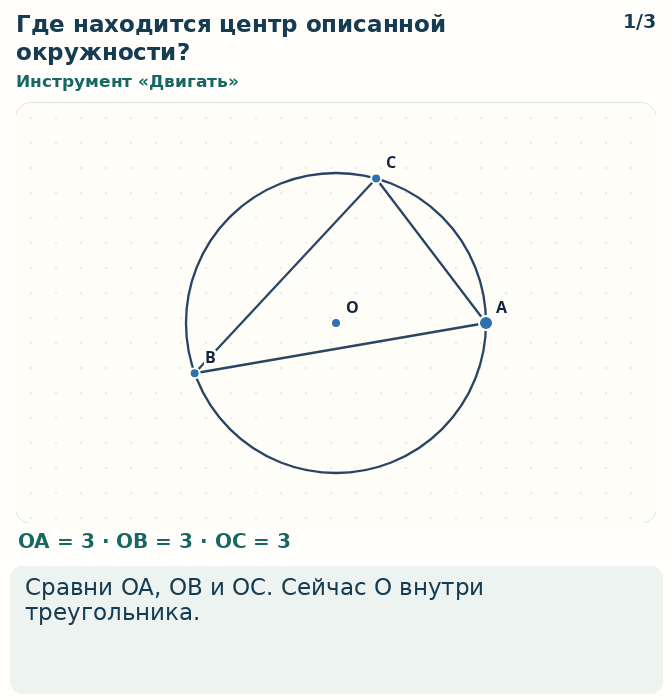 Где находится центр описанной
окружности?
1/3
Инструмент «Двигать»
C
O
A
B
OA = 3 · OB = 3 · OC = 3
Сравни OA, OB и OC. Сейчас O внутри
треугольника.